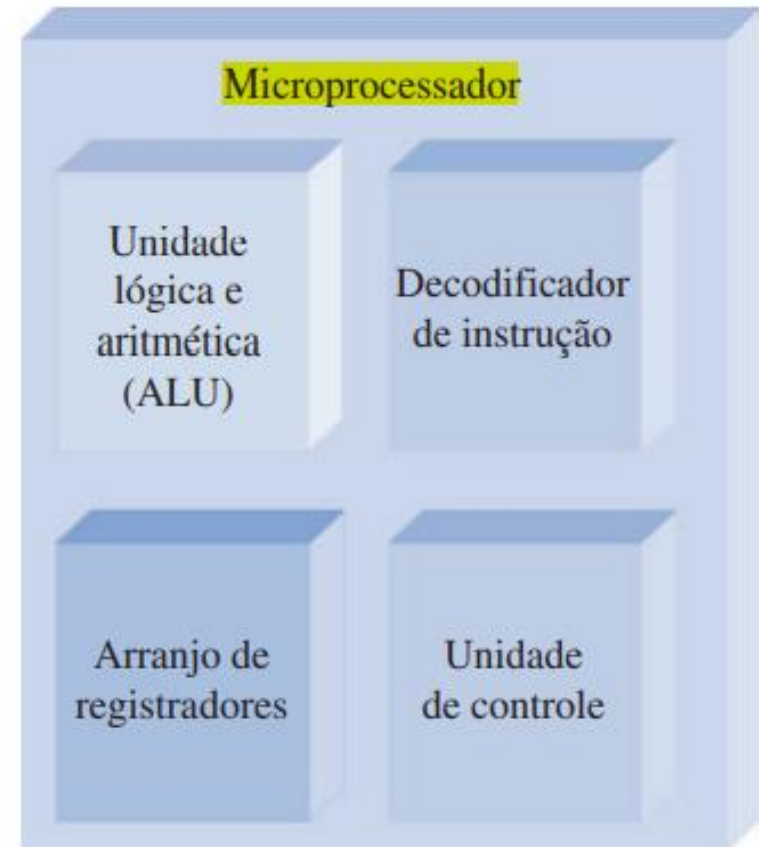 Microprocessador
Unidade
lógica e
aritmética
(ALU)
Decodificador
de instrução
Arranjo de
registradores
Unidade
de controle